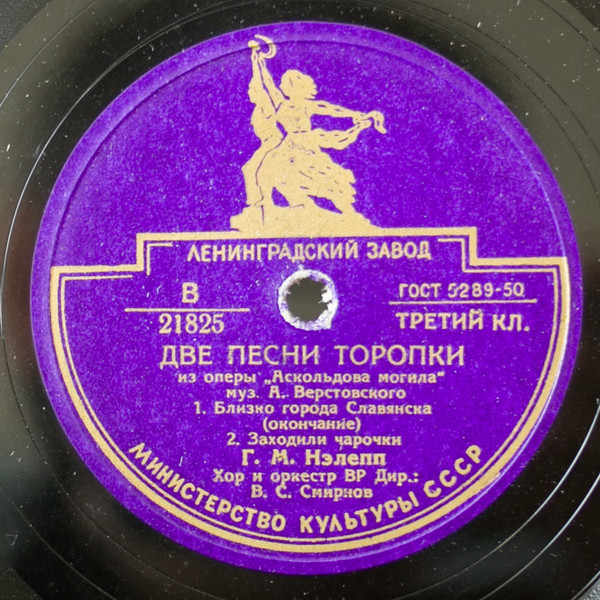 ЛЕНИНГРАДСКИЙ ЗАВОД
В
21825
ГОСТ 5289-50
ТРЕТИЙ КЛ.
ДВЕ ПЕСНИ ТОРОПКИ
из оперы „Аскольдова могила“
муз. А. Верстовского
1. Близко города Славянска
(окончание)
2. Заходили чарочки
Г. М. Нэлепп
Хор и оркестр ВР Дир.:
В. С. Смирнов
МИНИСТЕРСТВО КУЛЬТУРЫ СССР